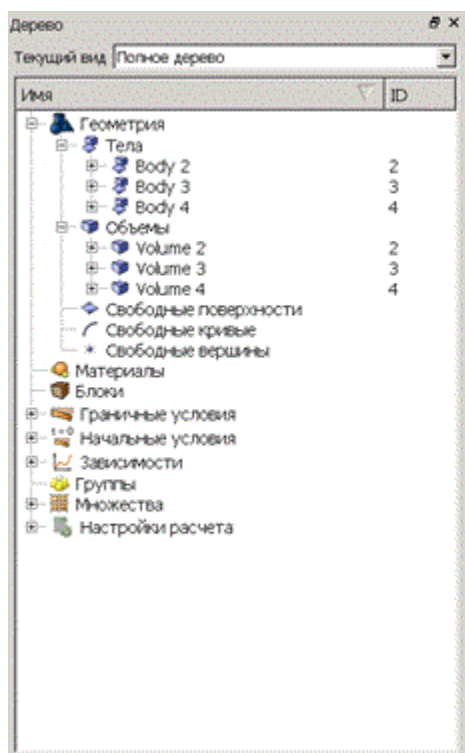 Дерево
Текущий вид Полное дерево
Имя ID
Геометрия
Тела
Body 2 2
Body 3 3
Body 4 4
Объемы
Volume 2 2
Volume 3 3
Volume 4 4
Свободные поверхности
Свободные кривые
Свободные вершины
Материалы
Блоки
Граничные условия
t=0 Начальные условия
Зависимости
Группы
Множества
Настройки расчета